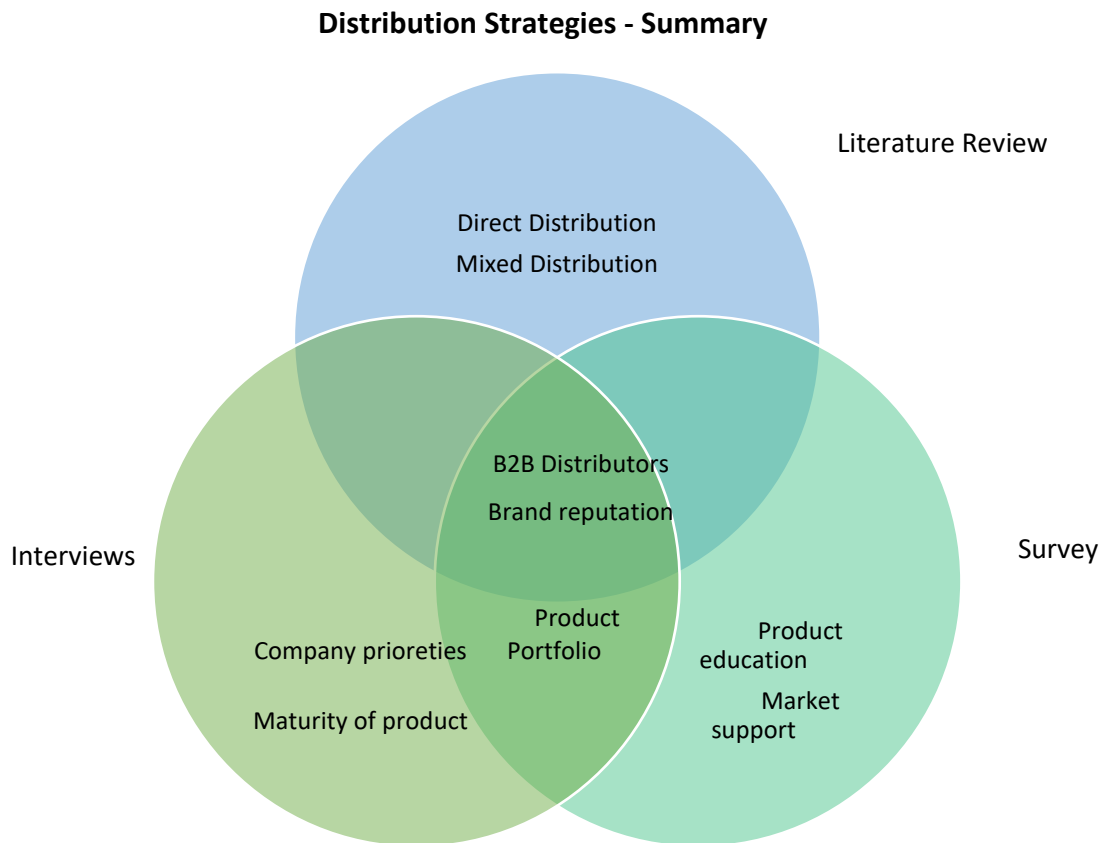 Distribution Strategies - Summary
Literature Review
Direct Distribution
Mixed Distribution
B2B Distributors
Brand reputation
Interviews
Survey
Company prioreties
Maturity of product
Product
Portfolio
Product
education
Market
support